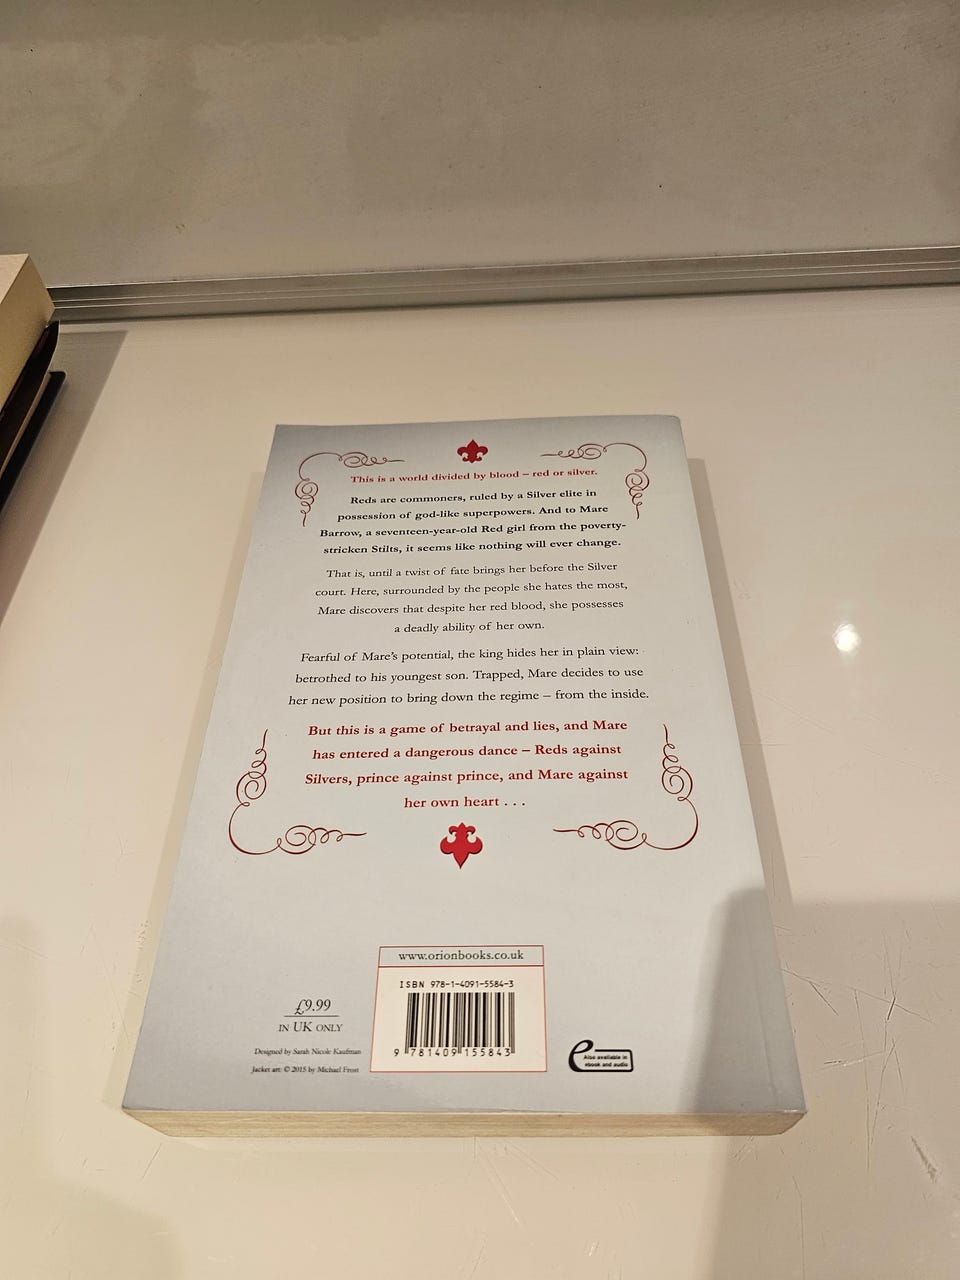 This is a world divided by blood – red or silver.
Reds are commoners, ruled by a Silver elite in
possession of god-like superpowers. And to Mare
Barrow, a seventeen-year-old Red girl from the poverty-
stricken Stilts, it seems like nothing will ever change.
That is, until a twist of fate brings her before the Silver
court. Here, surrounded by the people she hates the most,
Mare discovers that despite her red blood, she possesses
a deadly ability of her own.
Fearful of Mare's potential, the king hides her in plain view:
betrothed to his youngest son. Trapped, Mare decides to use
her new position to bring down the regime – from the inside.
But this is a game of betrayal and lies, and Mare
has entered a dangerous dance – Reds against
Silvers, prince against prince, and Mare against
her own heart . . .
www.orionbooks.co.uk
ISBN 978-1-4091-5584-3
9 781409 155843
£9.99
IN UK ONLY
Designed by Sarah Nicole Kaufman
Jacket art: © 2015 by Michael Frost
e
Also available in
ebook and audio